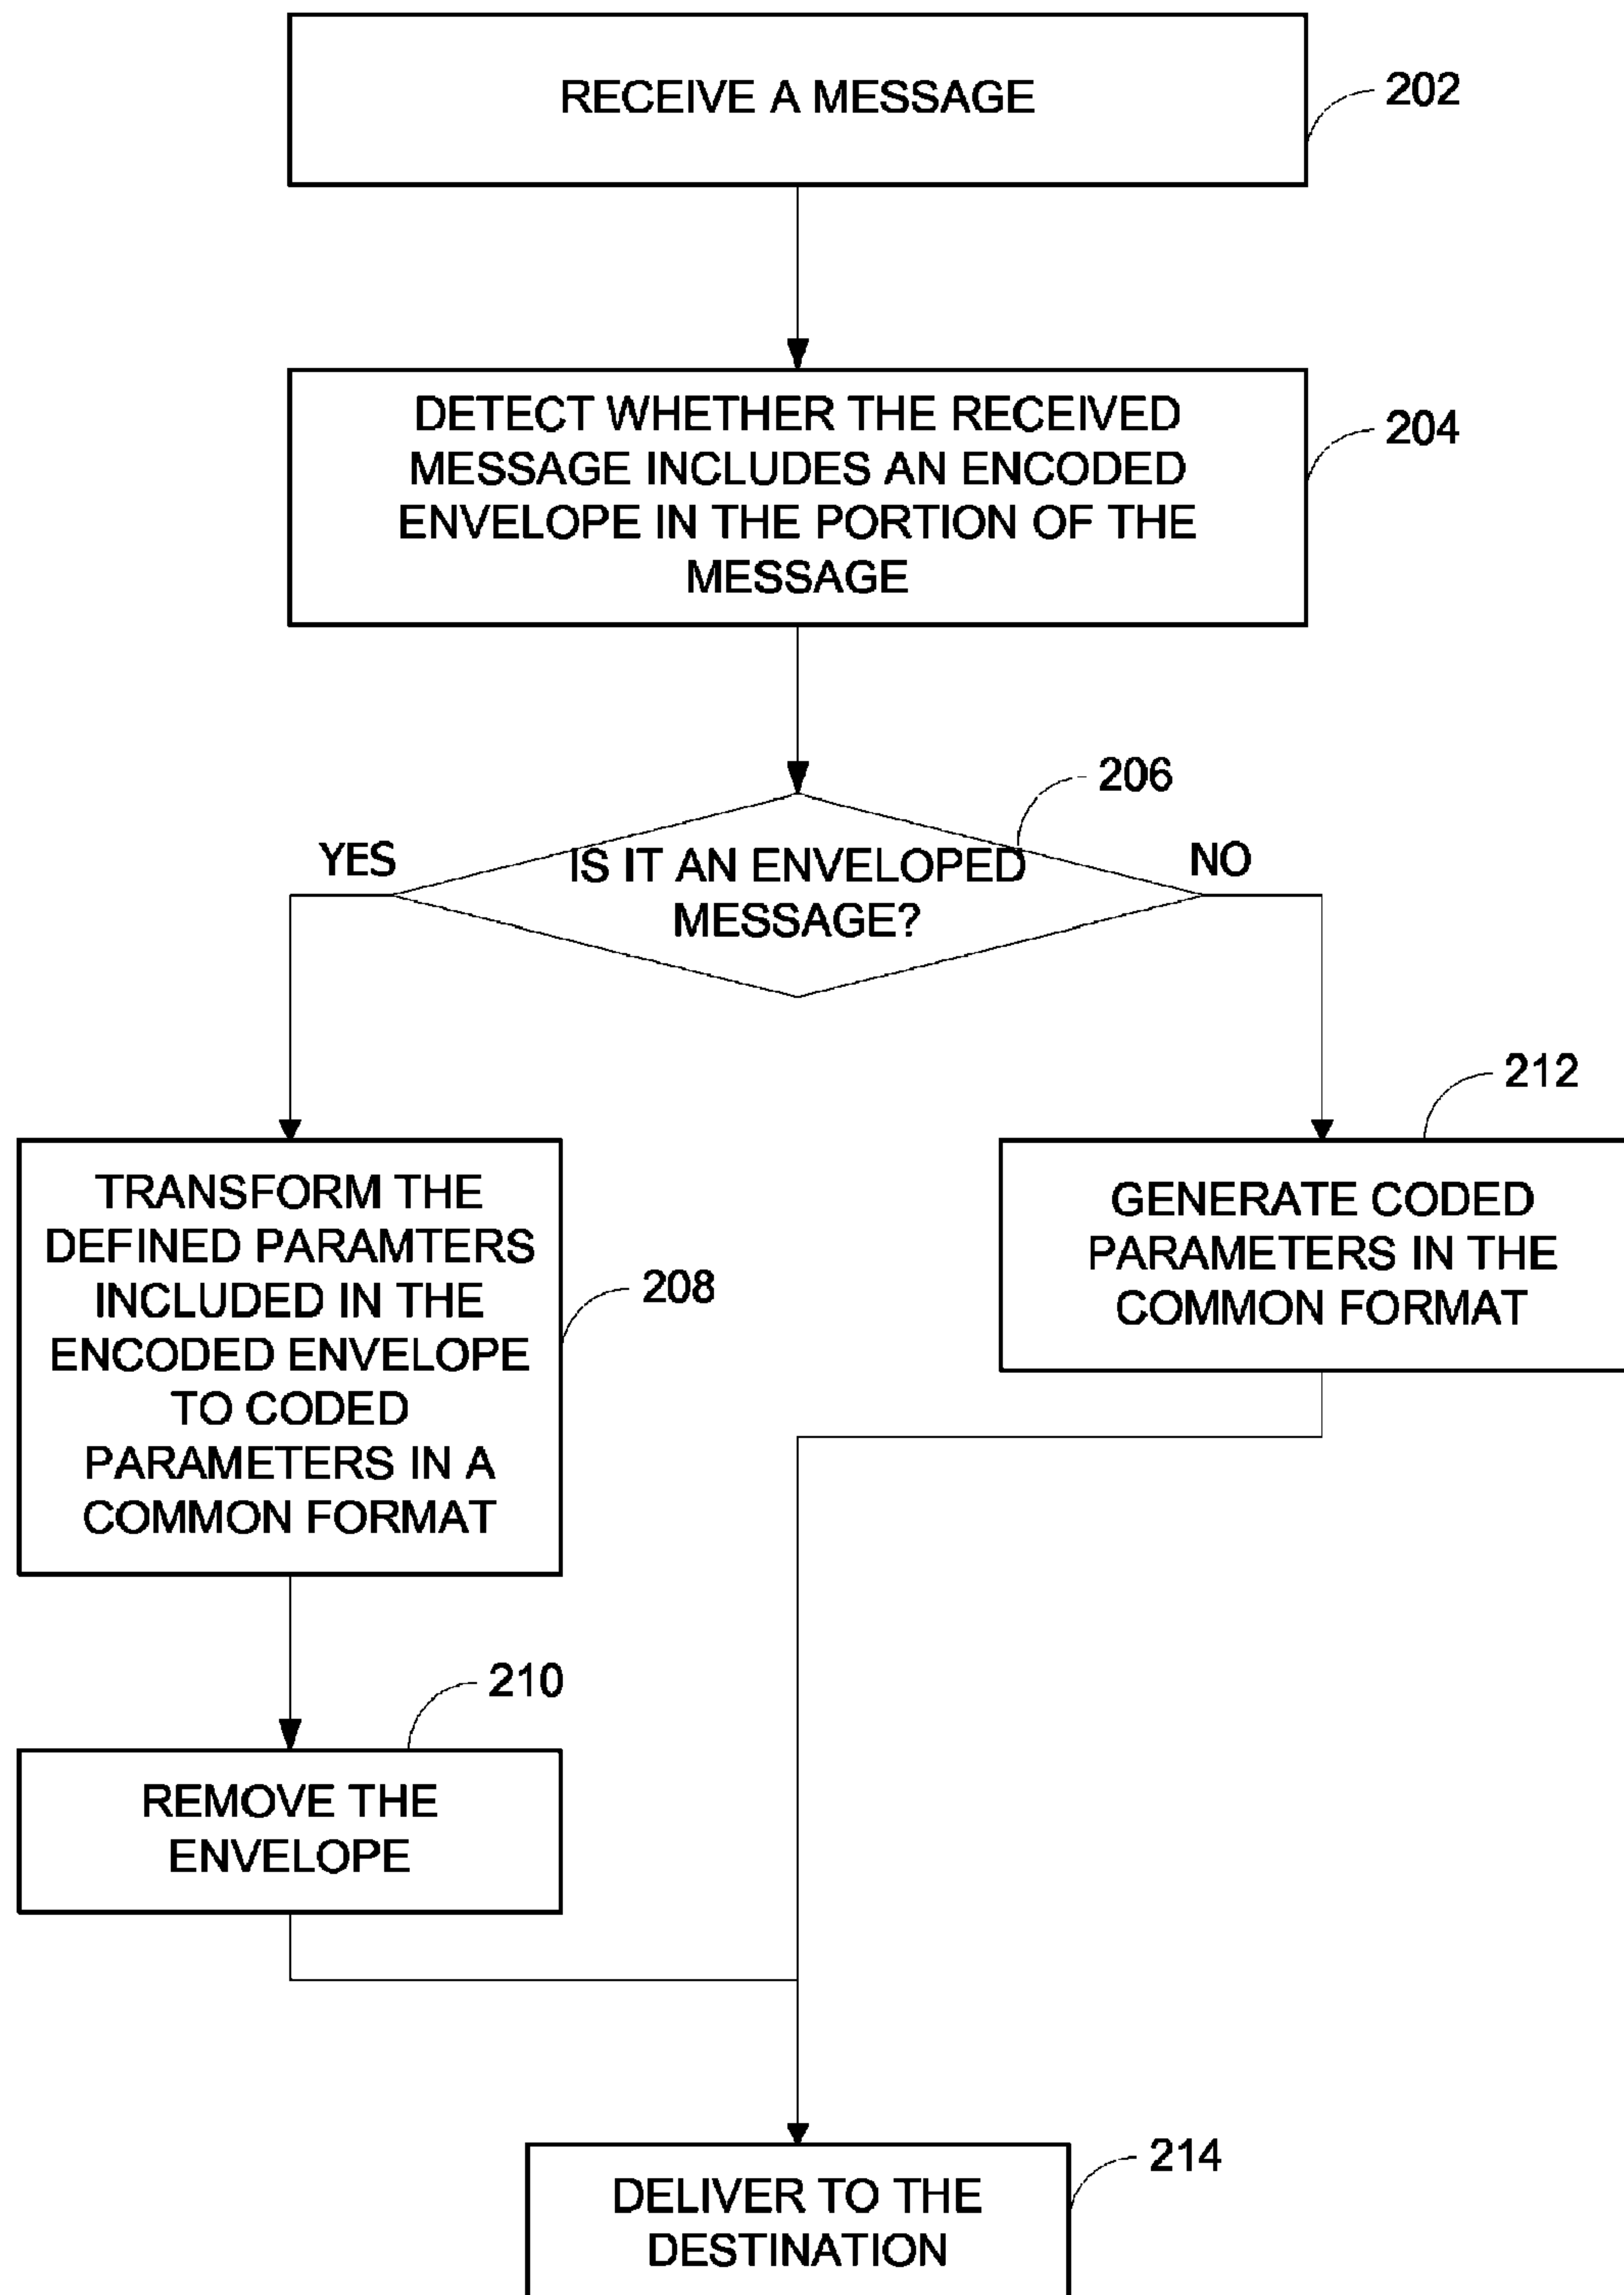 RECEIVE A MESSAGE
202
DETECT WHETHER THE RECEIVED
MESSAGE INCLUDES AN ENCODED
ENVELOPE IN THE PORTION OF THE
MESSAGE
204
206
YES
IS IT AN ENVELOPED
MESSAGE?
NO
212
TRANSFORM THE
DEFINED PARAMTERS
INCLUDED IN THE
ENCODED ENVELOPE
TO CODED
PARAMETERS IN A
COMMON FORMAT
208
GENERATE CODED
PARAMETERS IN THE
COMMON FORMAT
210
REMOVE THE
ENVELOPE
214
DELIVER TO THE
DESTINATION